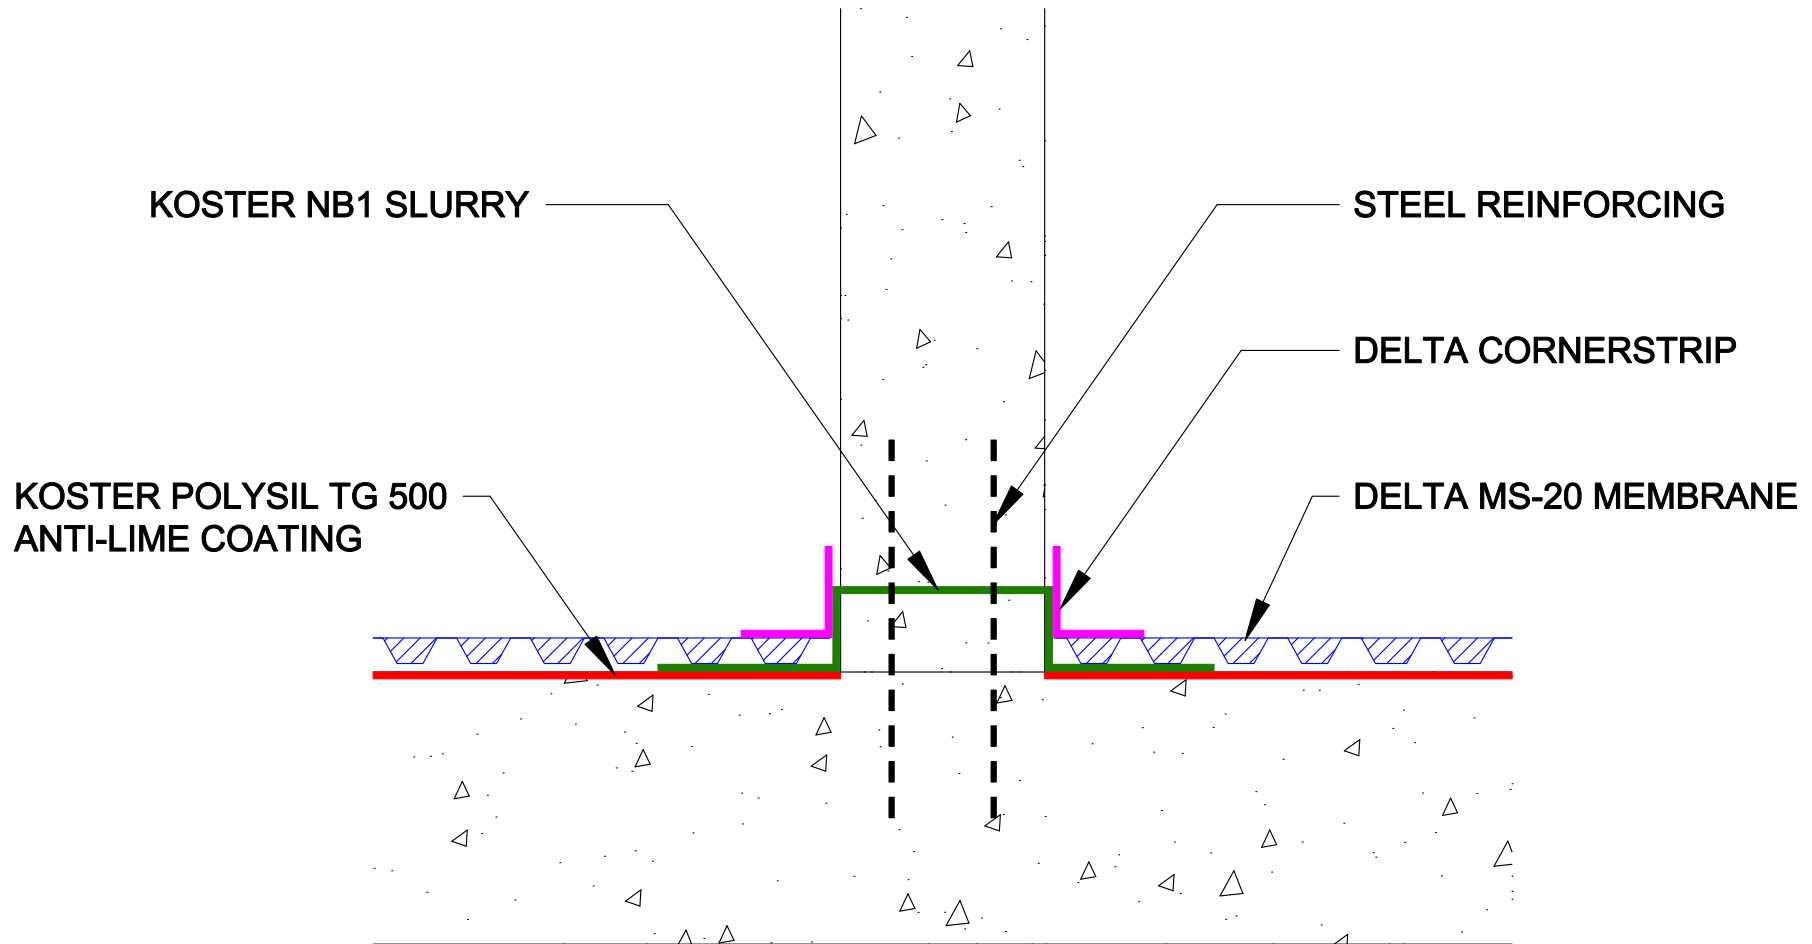 KOSTER NB1 SLURRY
STEEL REINFORCING
DELTA CORNERSTRIP
KOSTER POLYSIL TG 500
ANTI-LIME COATING
DELTA MS-20 MEMBRANE